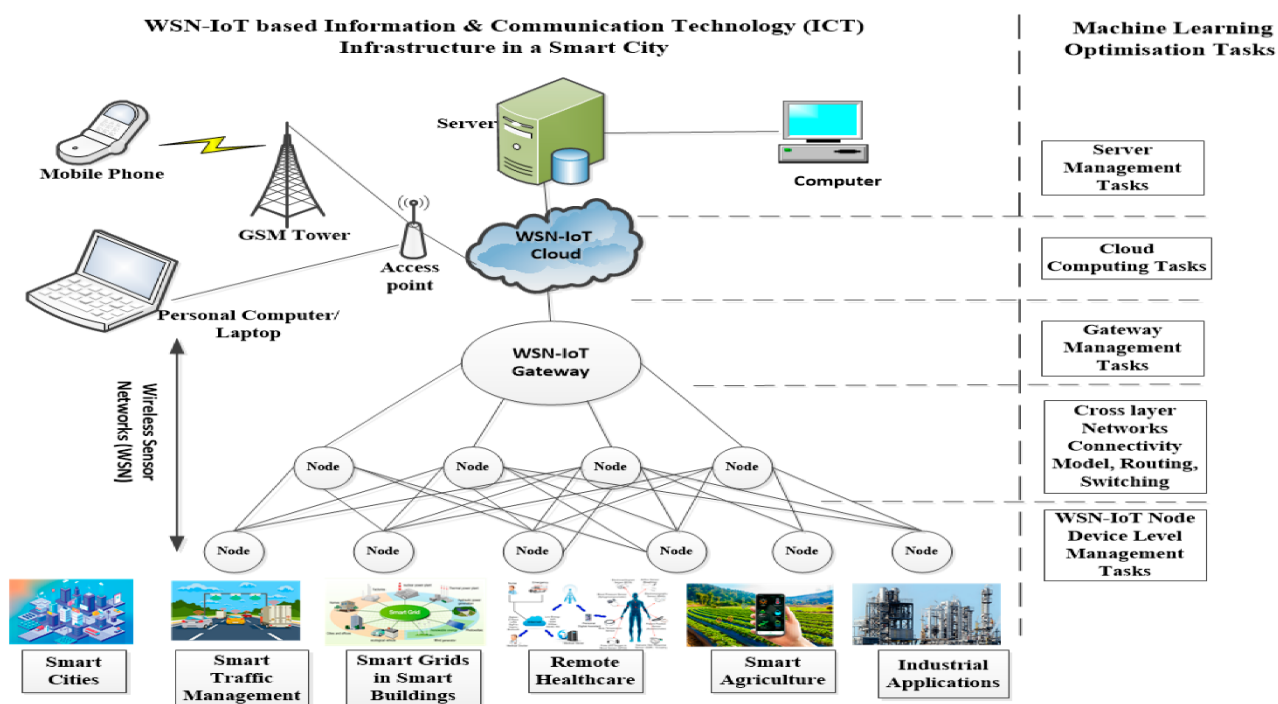 WSN-IoT based Information & Communication Technology (ICT)
Infrastructure in a Smart City
Machine Learning
Optimisation Tasks
Server
Mobile Phone
GSM Tower
Computer
Access
point
WSN-IoT
Cloud
Personal Computer/
Laptop
WSN-IoT
Gateway
Wireless Sensor
Networks (WSN)
Node
Node
Node
Node
Node
Node
Node
Node
Node
Node
Server
Management
Tasks
Cloud
Computing Tasks
Gateway
Management
Tasks
Cross layer
Networks
Connectivity
Model, Routing,
Switching
WSN-IoT Node
Device Level
Management
Tasks
Smart Grid
Smart
Cities
Smart
Traffic
Management
Smart Grids
in Smart
Buildings
Remote
Healthcare
Smart
Agriculture
Industrial
Applications